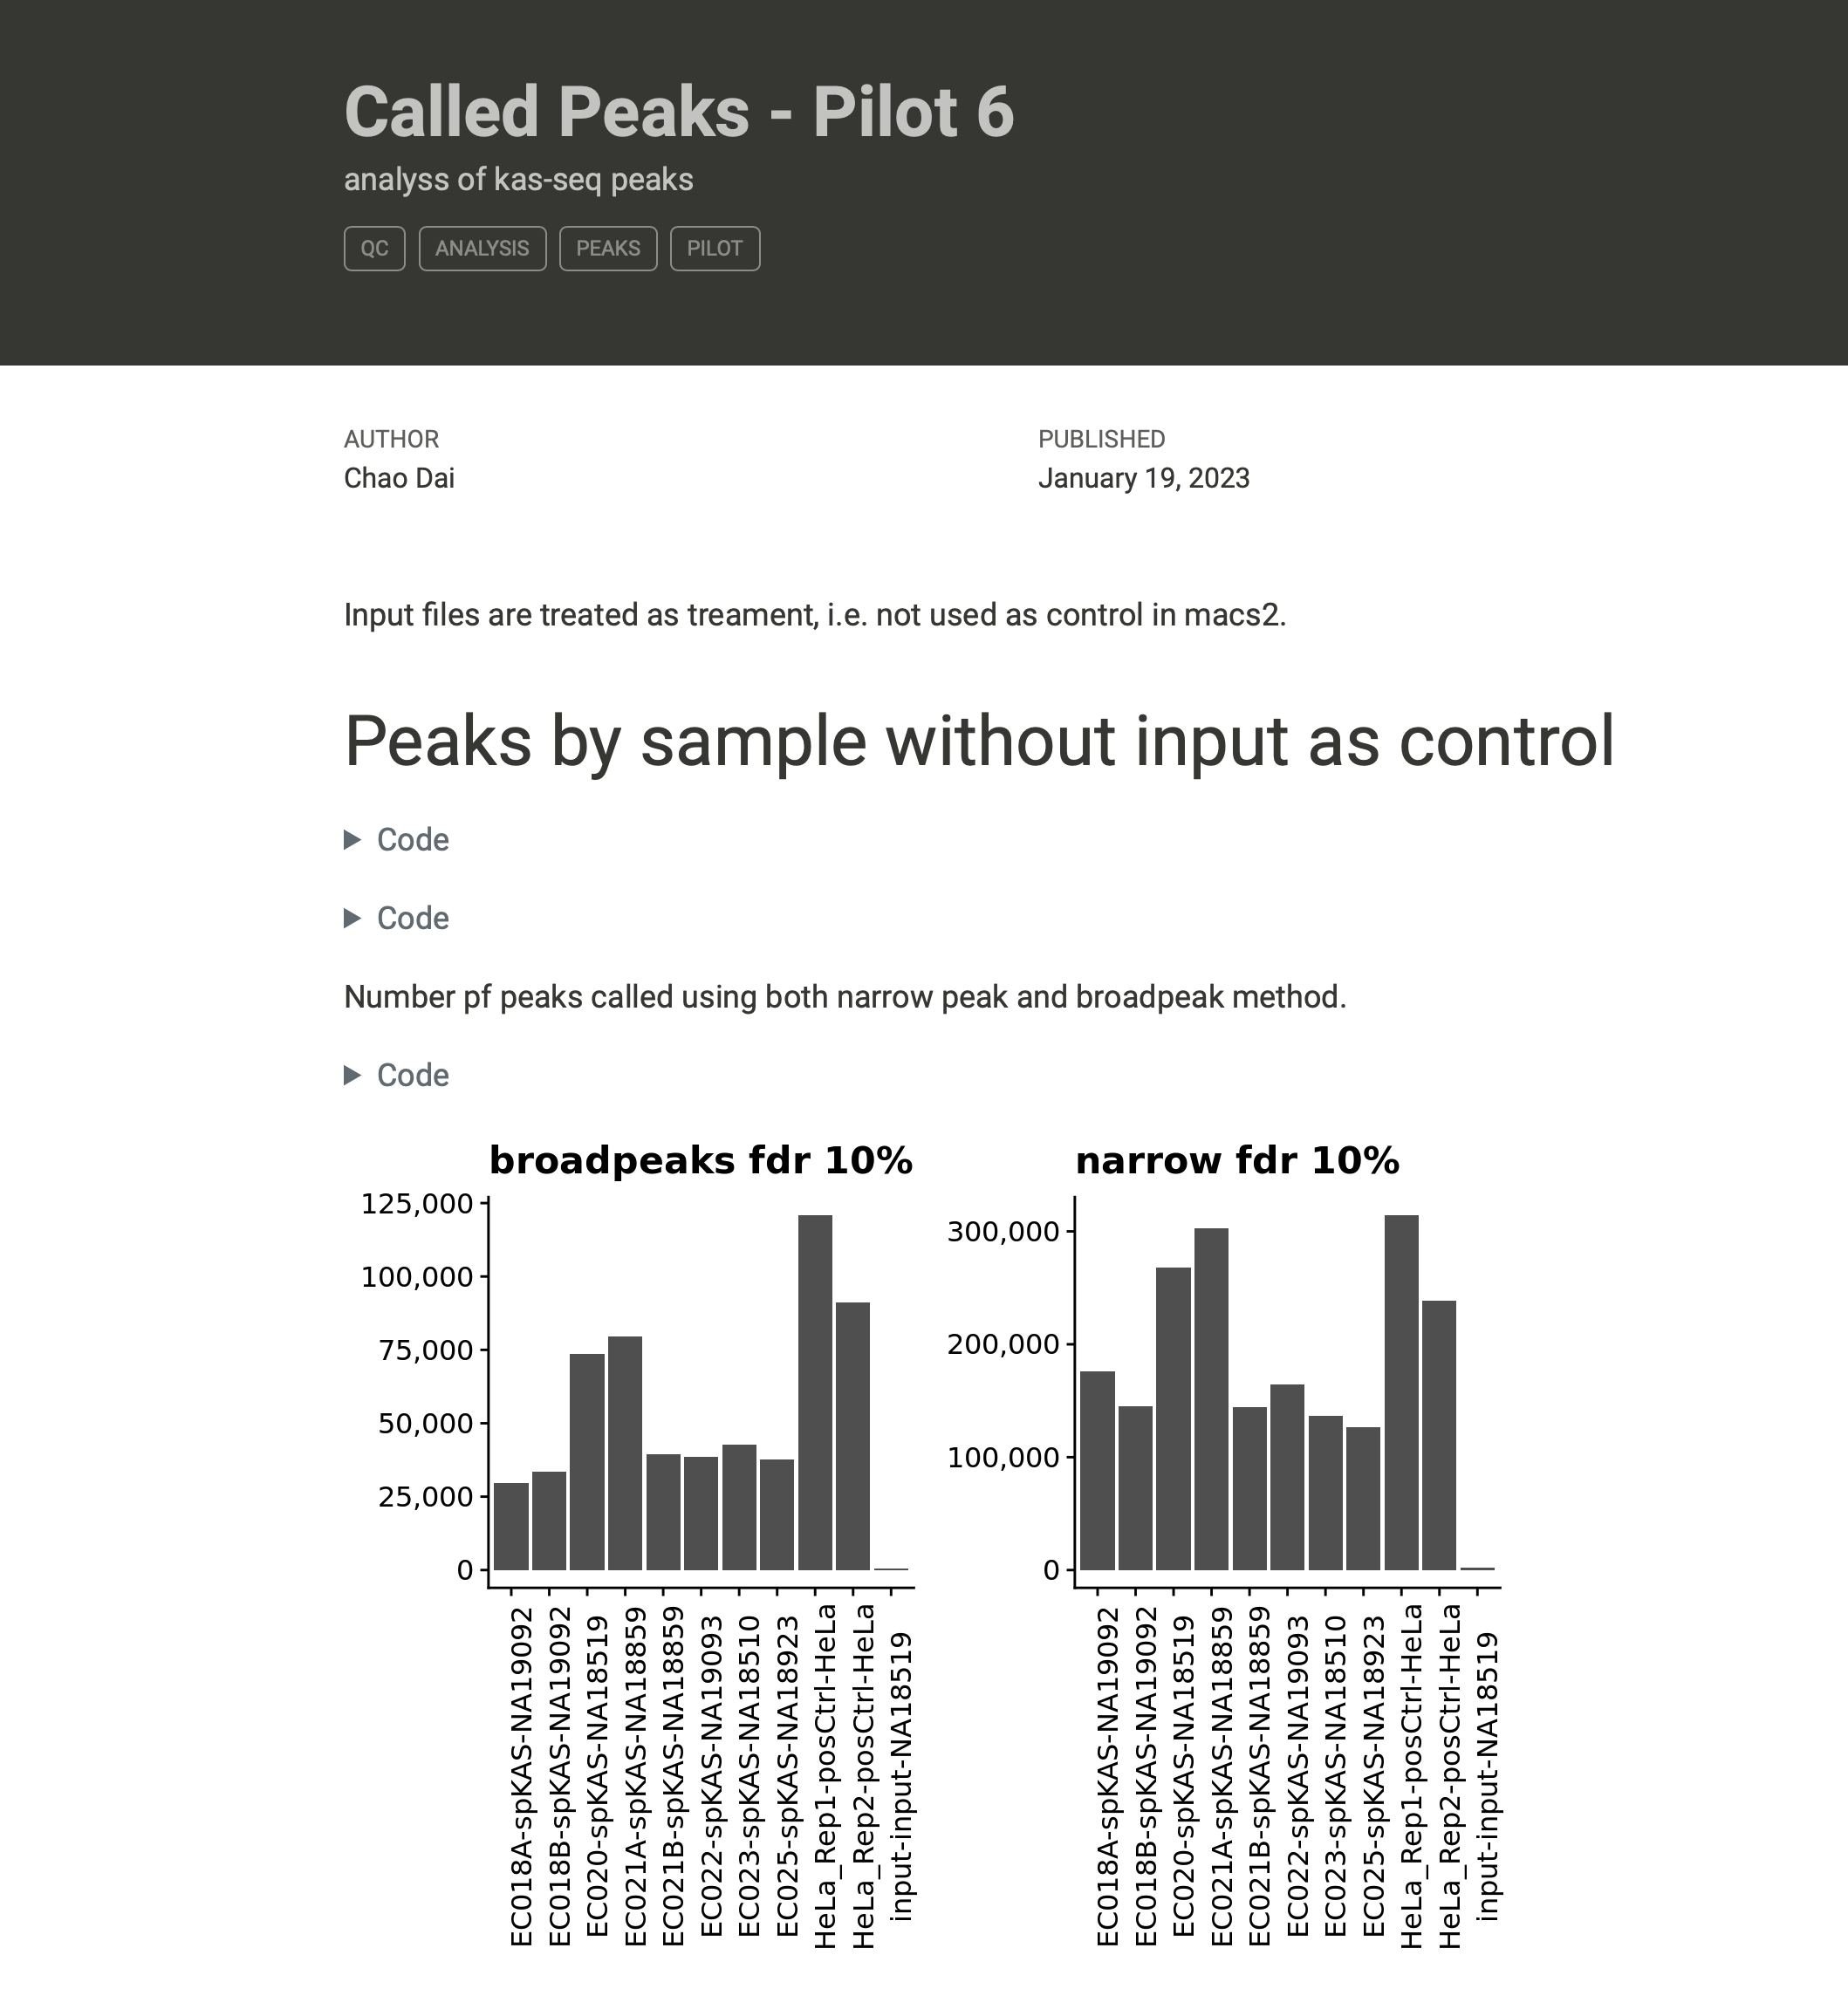 Called Peaks - Pilot 6
analyss of kas-seq peaks
QC ANALYSIS PEAKS PILOT
AUTHOR
Chao Dai
PUBLISHED
January 19, 2023
Input files are treated as treament, i.e. not used as control in macs2.
Peaks by sample without input as control
Code
Code
Number pf peaks called using both narrow peak and broadpeak method.
Code
broadpeaks fdr 10%
125,000
100,000
75,000
50,000
25,000
0
EC018A-spKAS-NA19092
EC018B-spKAS-NA19092
EC020-spKAS-NA18519
EC021A-spKAS-NA18859
EC021B-spKAS-NA18859
EC022-spKAS-NA19093
EC023-spKAS-NA18510
EC025-spKAS-NA18923
HeLa_Rep1-posCtrl-HeLa
HeLa_Rep2-posCtrl-HeLa
input-input-NA18519
narrow fdr 10%
300,000
200,000
100,000
0
EC018A-spKAS-NA19092
EC018B-spKAS-NA19092
EC020-spKAS-NA18519
EC021A-spKAS-NA18859
EC021B-spKAS-NA18859
EC022-spKAS-NA19093
EC023-spKAS-NA18510
EC025-spKAS-NA18923
HeLa_Rep1-posCtrl-HeLa
HeLa_Rep2-posCtrl-HeLa
input-input-NA18519